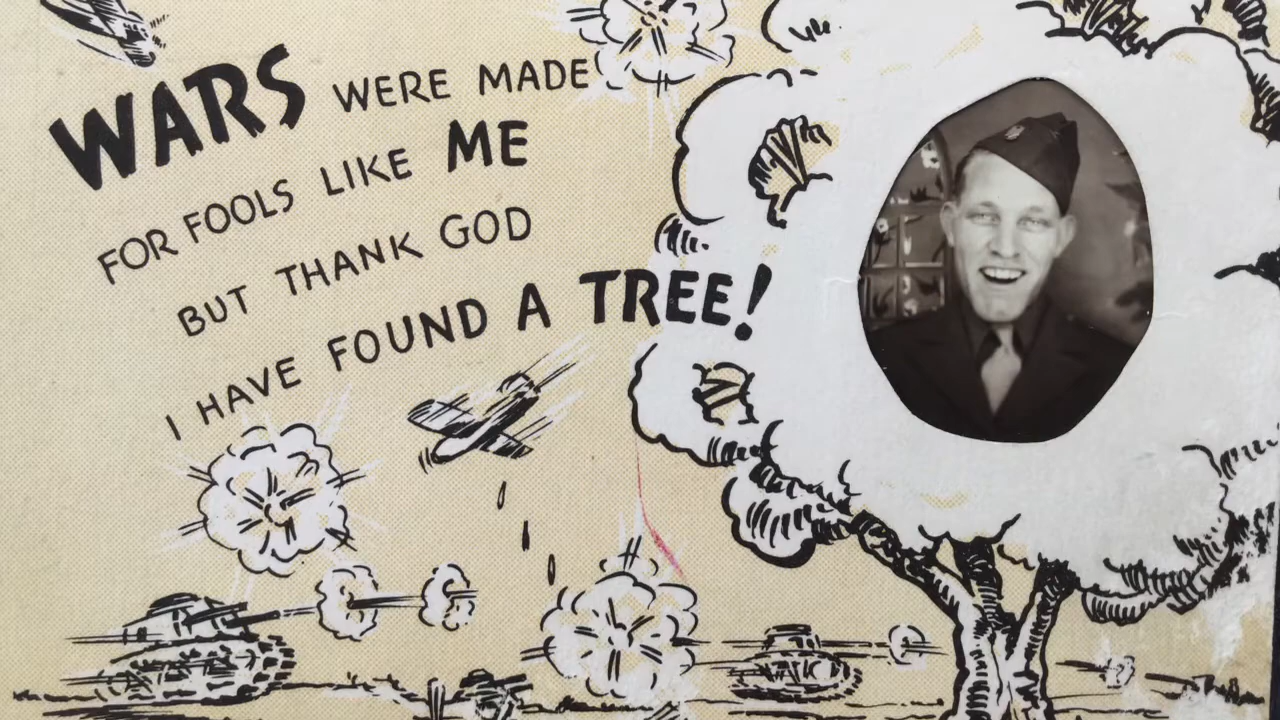 WARS WERE MADE
FOR FOOLS LIKE ME
BUT THANK GOD
I HAVE FOUND A TREE!